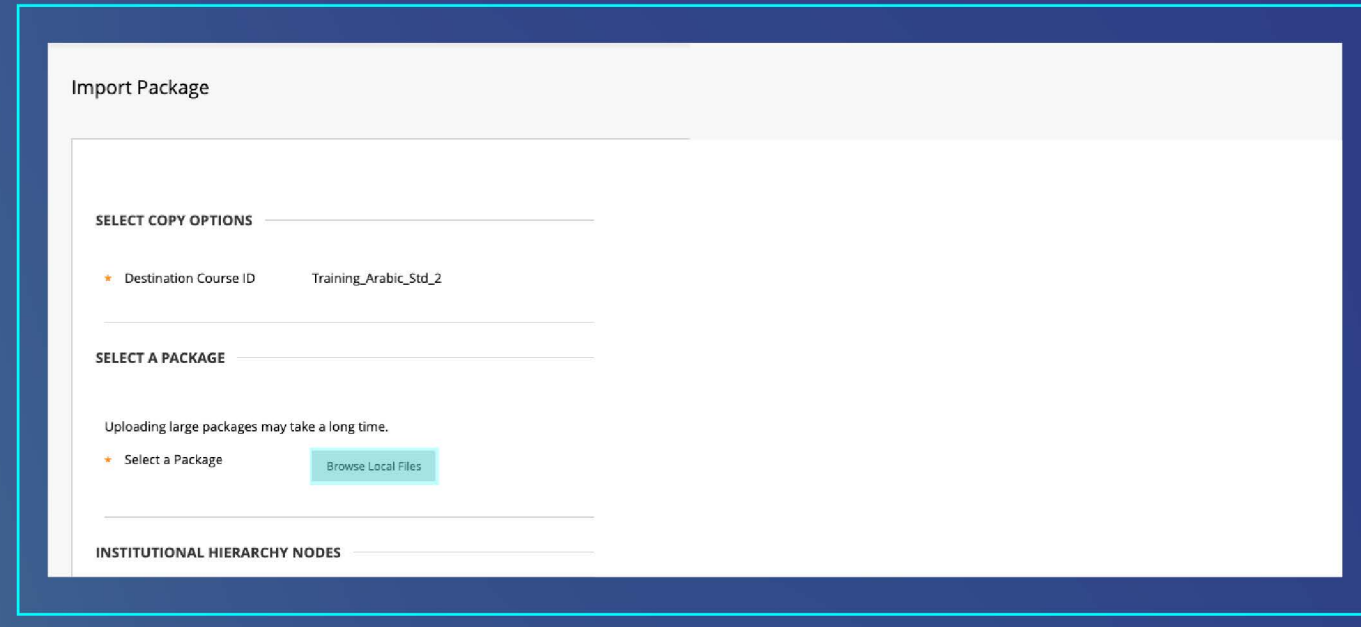 Import Package
SELECT COPY OPTIONS
★ Destination Course ID Training_Arabic_Std_2
SELECT A PACKAGE
Uploading large packages may take a long time.
★ Select a Package Browse Local Files
INSTITUTIONAL HIERARCHY NODES